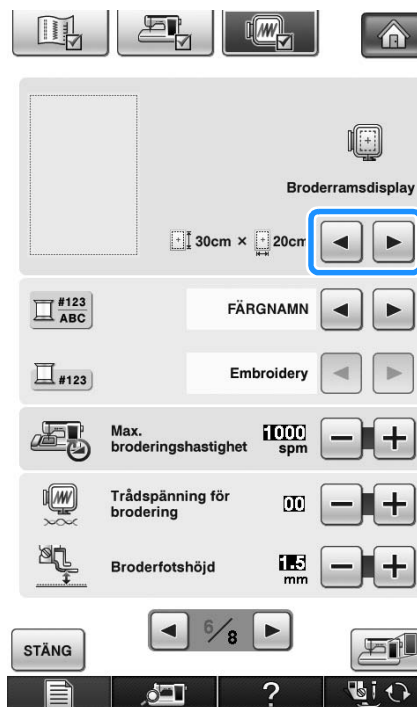 Broderramsdisplay
30cm × 20cm
#123
ABC
FÄRGNAMN
#123
Embroidery
Max.
broderingshastighet
1000
spm
Trådspänning för
brodering
00
Broderfotshöjd
1.5
mm
6/8
STÄNG
?